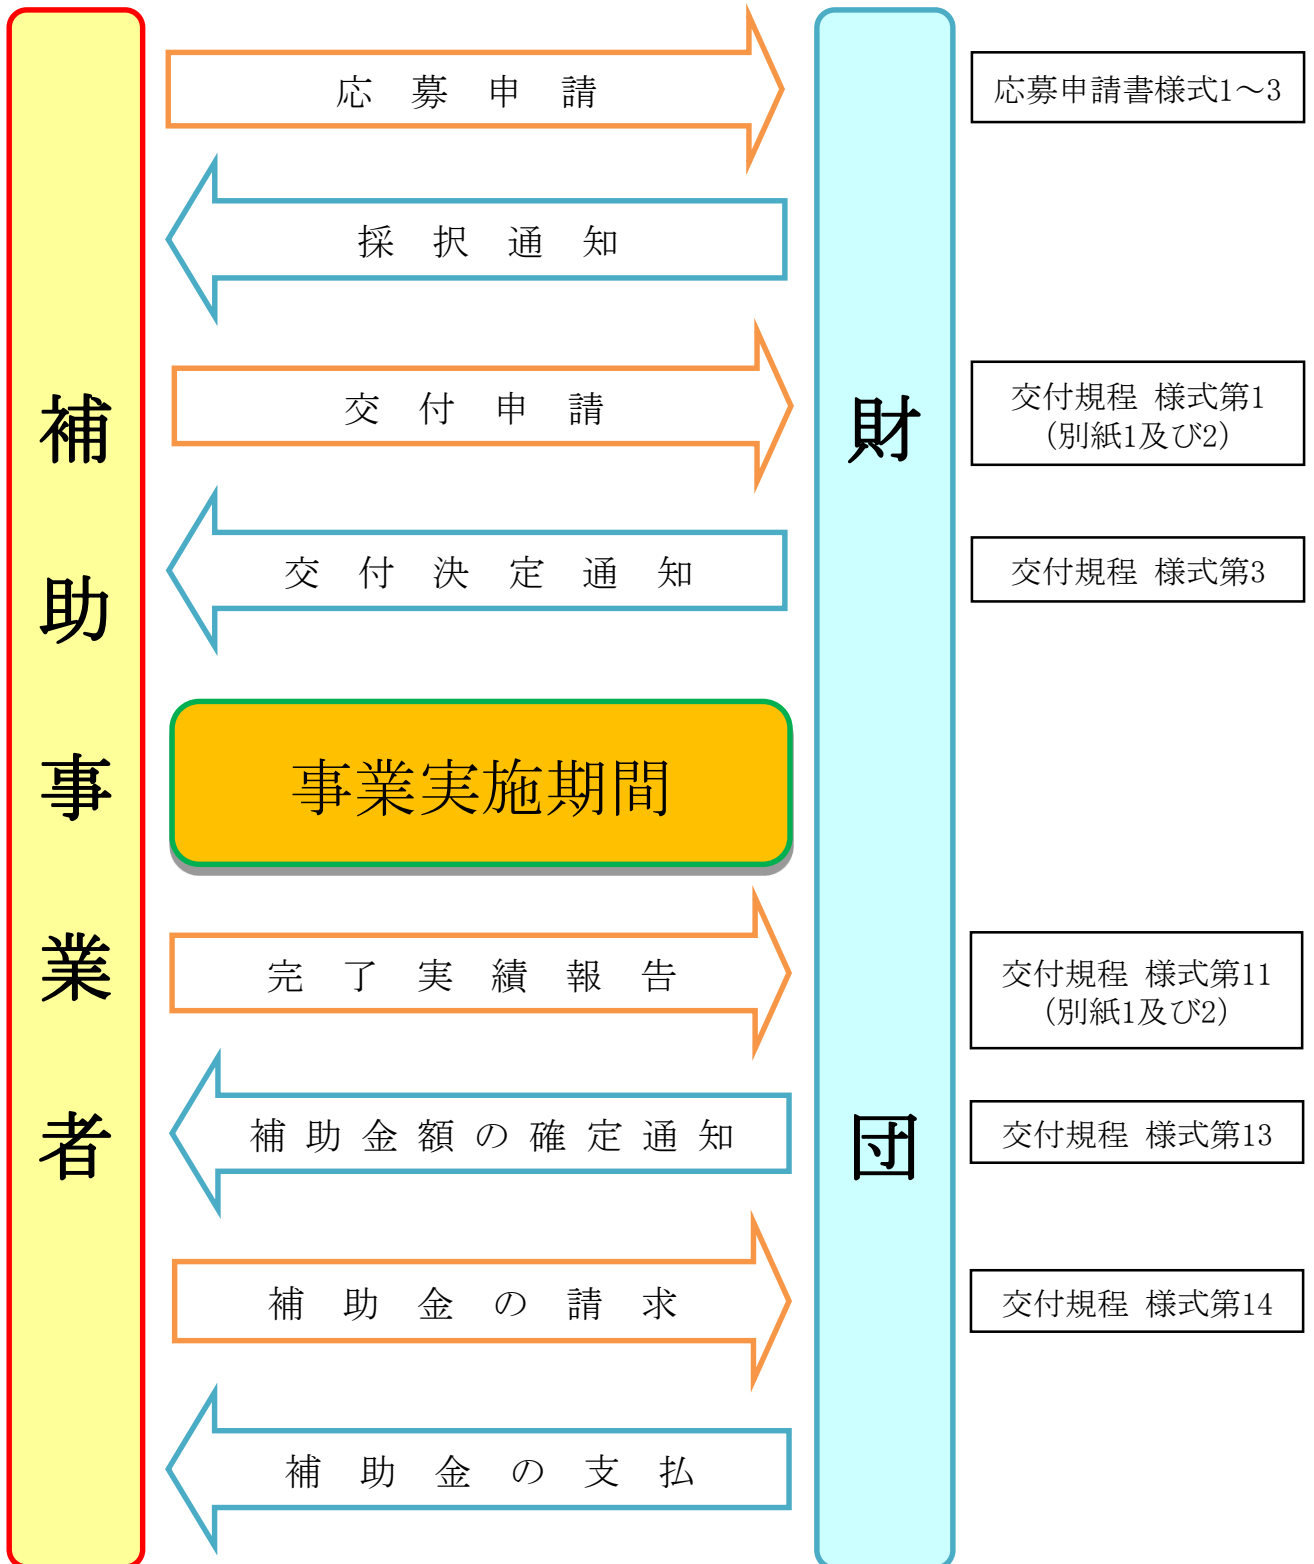 補助事業者
財団
応募申請
応募申請書様式1～3
採択通知
交付申請
交付規程 様式第1
（別紙1及び2）
交付決定通知
交付規程 様式第3
事業実施期間
完了実績報告
交付規程 様式第11
（別紙1及び2）
補助金額の確定通知
交付規程 様式第13
補助金の請求
交付規程 様式第14
補助金の支払